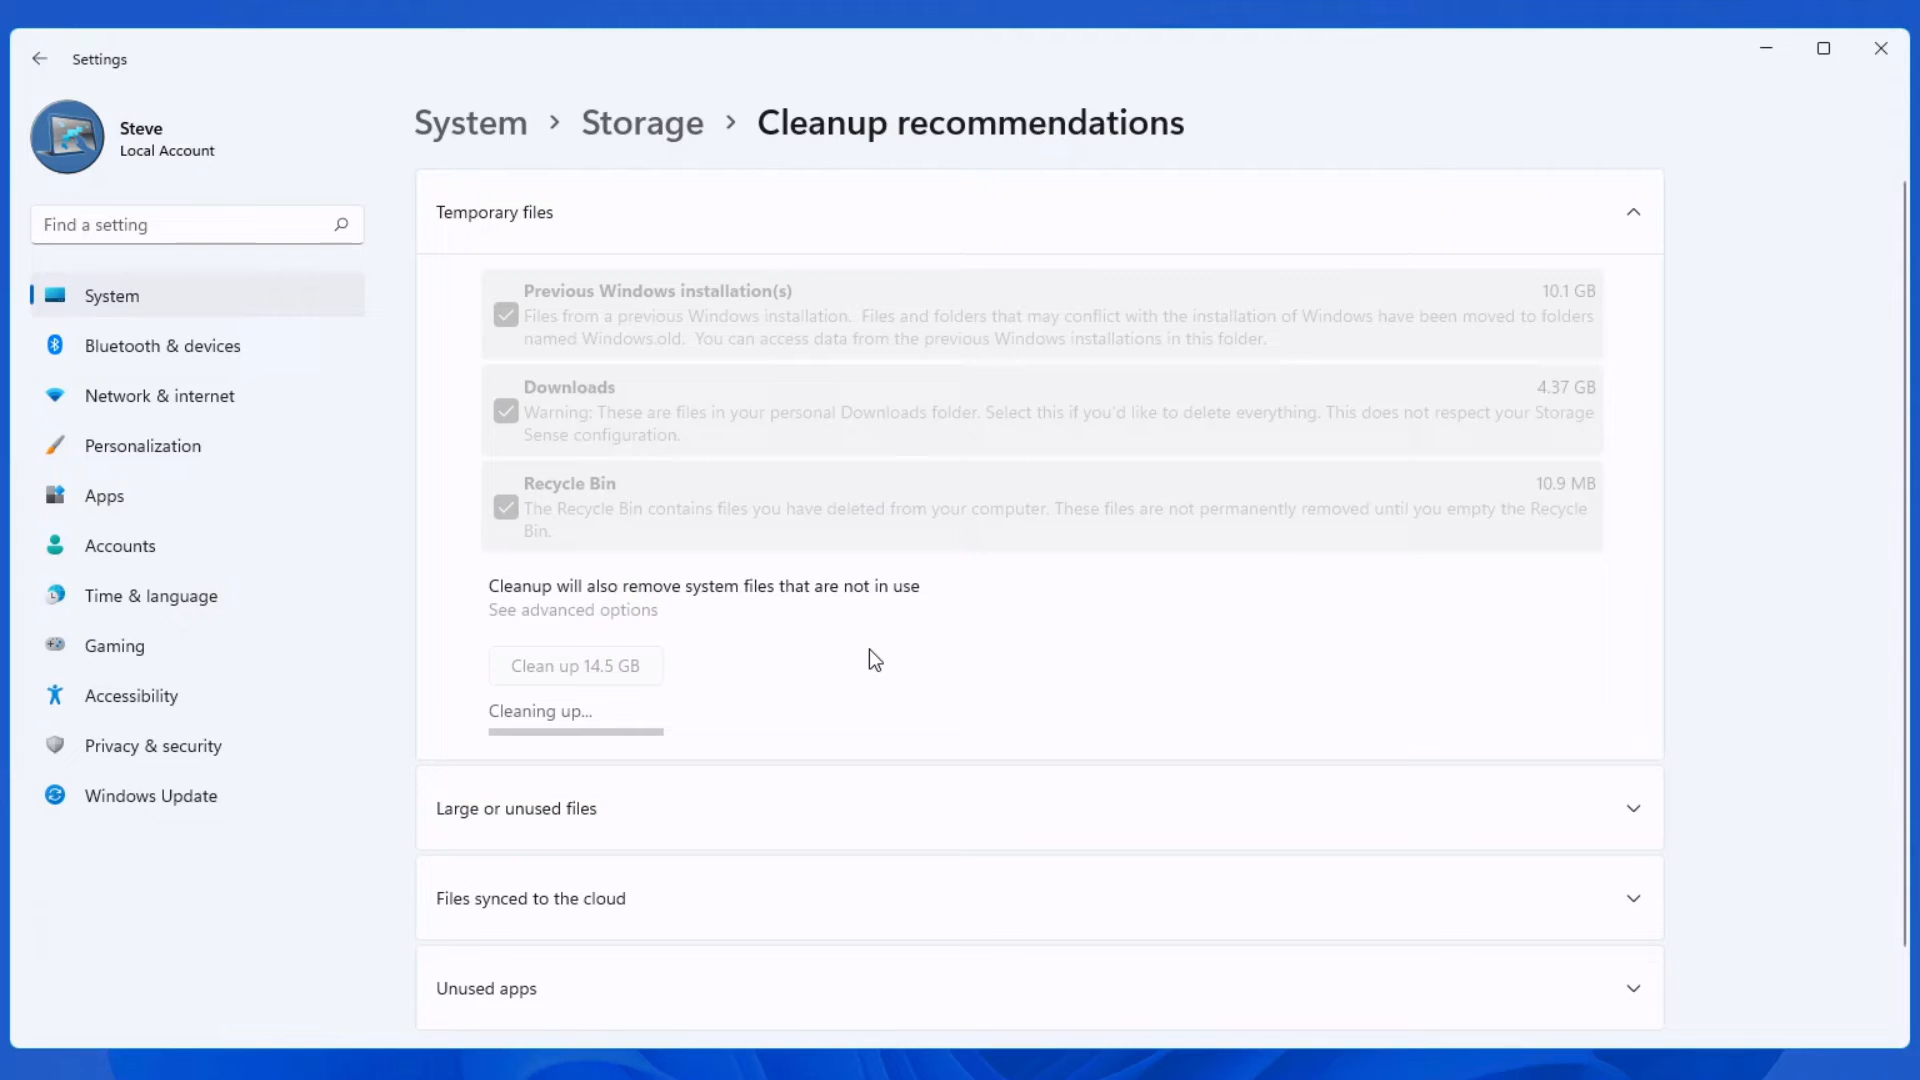 Settings
Steve
Local Account
Find a setting
System
Bluetooth & devices
Network & internet
Personalization
Apps
Accounts
Time & language
Gaming
Accessibility
Privacy & security
Windows Update
System > Storage > Cleanup recommendations
Temporary files
Previous Windows installation(s) 10.1 GB
Files from a previous Windows installation. Files and folders that may conflict with the installation of Windows have been moved to folders
named Windows.old. You can access data from the previous Windows installations in this folder.
Downloads 4.37 GB
Warning: These are files in your personal Downloads folder. Select this if you'd like to delete everything. This does not respect your Storage
Sense configuration.
Recycle Bin 10.9 MB
The Recycle Bin contains files you have deleted from your computer. These files are not permanently removed until you empty the Recycle
Bin.
Cleanup will also remove system files that are not in use
See advanced options
Clean up 14.5 GB
Cleaning up...
Large or unused files
Files synced to the cloud
Unused apps